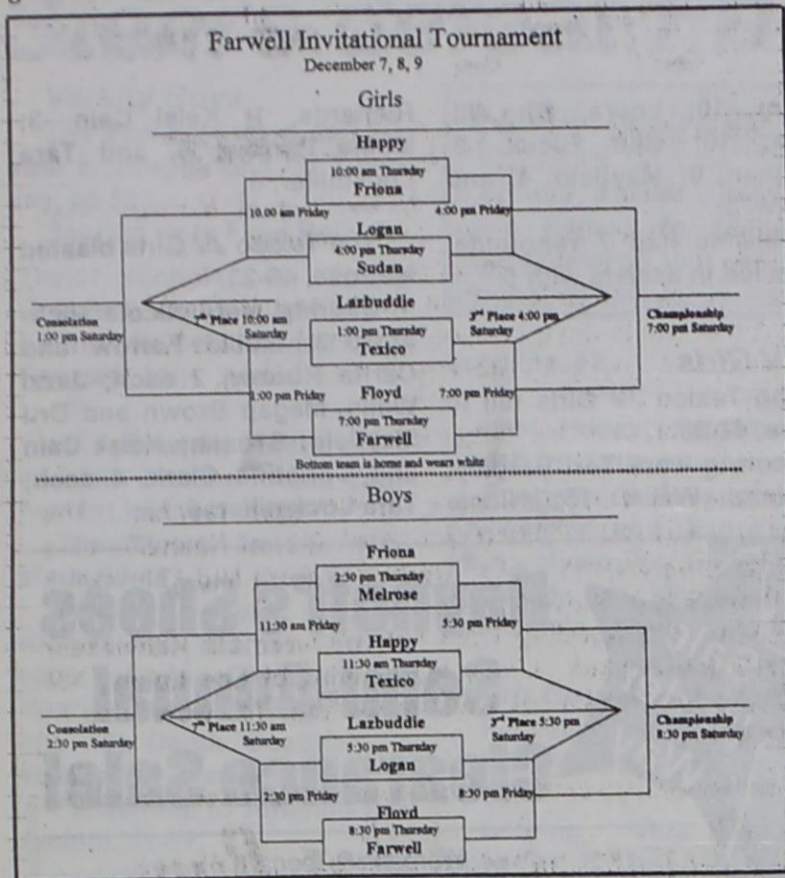 Farwell Invitational Tournament
December 7, 8, 9
Girls
Happy
10:00 am Thursday
Friona
10:00 am Friday
4:00 pm Friday
Logan
4:00 pm Thursday
Sudan
Lazbuddie
Consolation
1:00 pm Saturday
7th Place 10:00 am
Saturday
1:00 pm Thursday
Texico
3rd Place 4:00 pm
Saturday
Championship
7:00 pm Saturday
Floyd
1:00 pm Friday
7:00 pm Friday
7:00 pm Thursday
Farwell
Bottom team is home and wears white
Boys
Friona
2:30 pm Thursday
Melrose
11:30 am Friday
5:30 pm Friday
Happy
11:30 am Thursday
Texico
Lazbuddie
Consolation
2:30 pm Saturday
7th Place 11:30 am
Saturday
5:30 pm Thursday
Logan
3rd Place 5:30 pm
Saturday
Championship
8:30 pm Saturday
2:30 pm Friday
8:30 pm Friday
Floyd
8:30 pm Thursday
Farwell